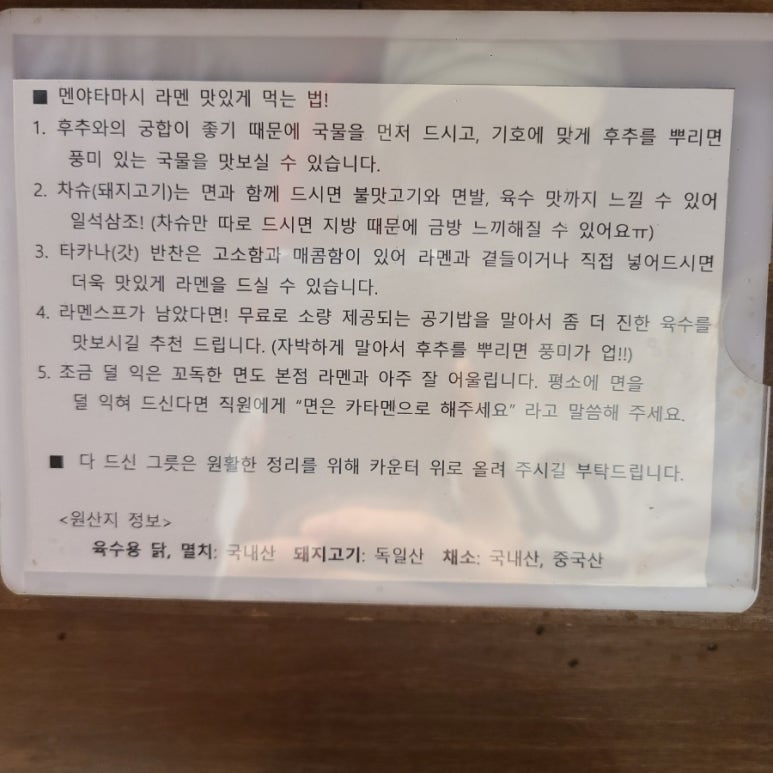 ■ 멘야타마시 라멘 맛있게 먹는 법!
1. 후추와의 궁합이 좋기 때문에 국물을 먼저 드시고, 기호에 맞게 후추를 뿌리면
풍미 있는 국물을 맛보실 수 있습니다.
2. 차슈(돼지고기)는 면과 함께 드시면 불맛고기와 면발, 육수 맛까지 느낄 수 있어
일석삼조! (차슈만 따로 드시면 지방 때문에 금방 느끼해질 수 있어요ㅠ)
3. 타카나(갓) 반찬은 고소함과 매콤함이 있어 라멘과 곁들이거나 직접 넣어드시면
더욱 맛있게 라멘을 드실 수 있습니다.
4. 라멘스프가 남았다면! 무료로 소량 제공되는 공기밥을 말아서 좀 더 진한 육수를
맛보시길 추천 드립니다. (자박하게 말아서 후추를 뿌리면 풍미가 업!!)
5. 조금 덜 익은 꼬독한 면도 본점 라멘과 아주 잘 어울립니다. 평소에 면을
덜 익혀 드신다면 직원에게 “면은 카타멘으로 해주세요” 라고 말씀해 주세요.
■ 다 드신 그릇은 원활한 정리를 위해 카운터 위로 올려 주시길 부탁드립니다.
<원산지 정보>
육수용 닭, 멸치: 국내산 돼지고기: 독일산 채소: 국내산, 중국산